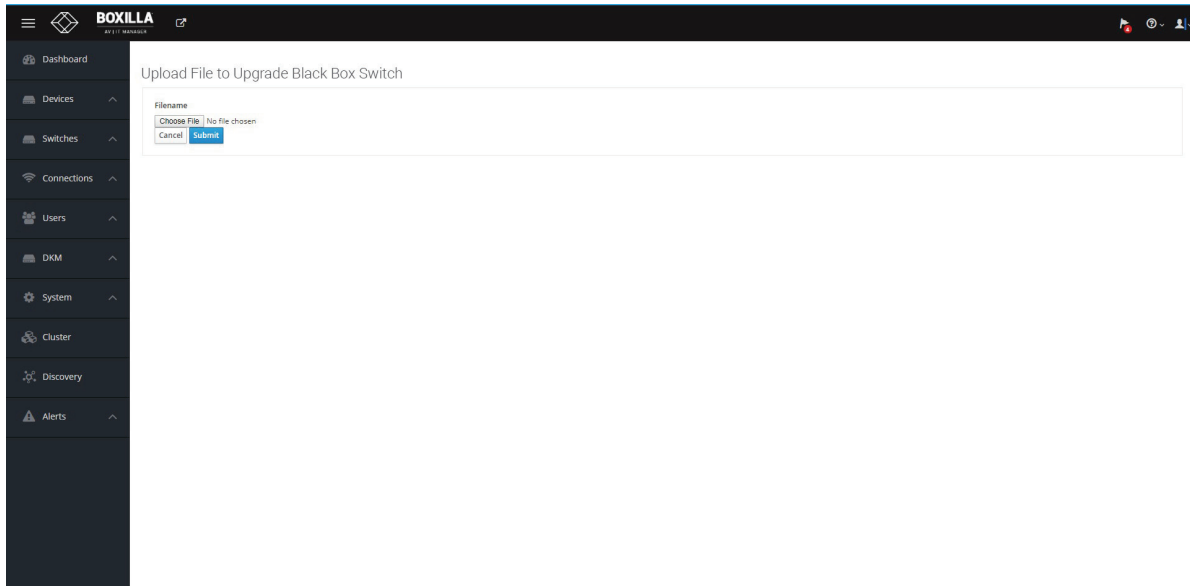 BOXILLA
AV | IT MANAGER
4
Dashboard
Devices
Switches
Connections
Users
DKM
System
Cluster
Discovery
Alerts
Upload File to Upgrade Black Box Switch
Filename
Choose File No file chosen
Cancel Submit